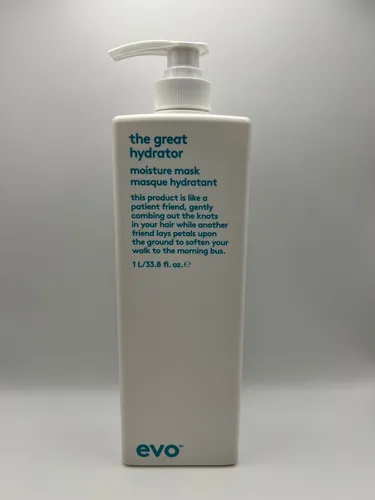 the great
hydrator
moisture mask
masque hydratant
this product is like a
patient friend, gently
combing out the knots
in your hair while another
friend lays petals upon
the ground to soften your
walk to the morning bus.
1 L/33.8 fl. oz.℮
evo™